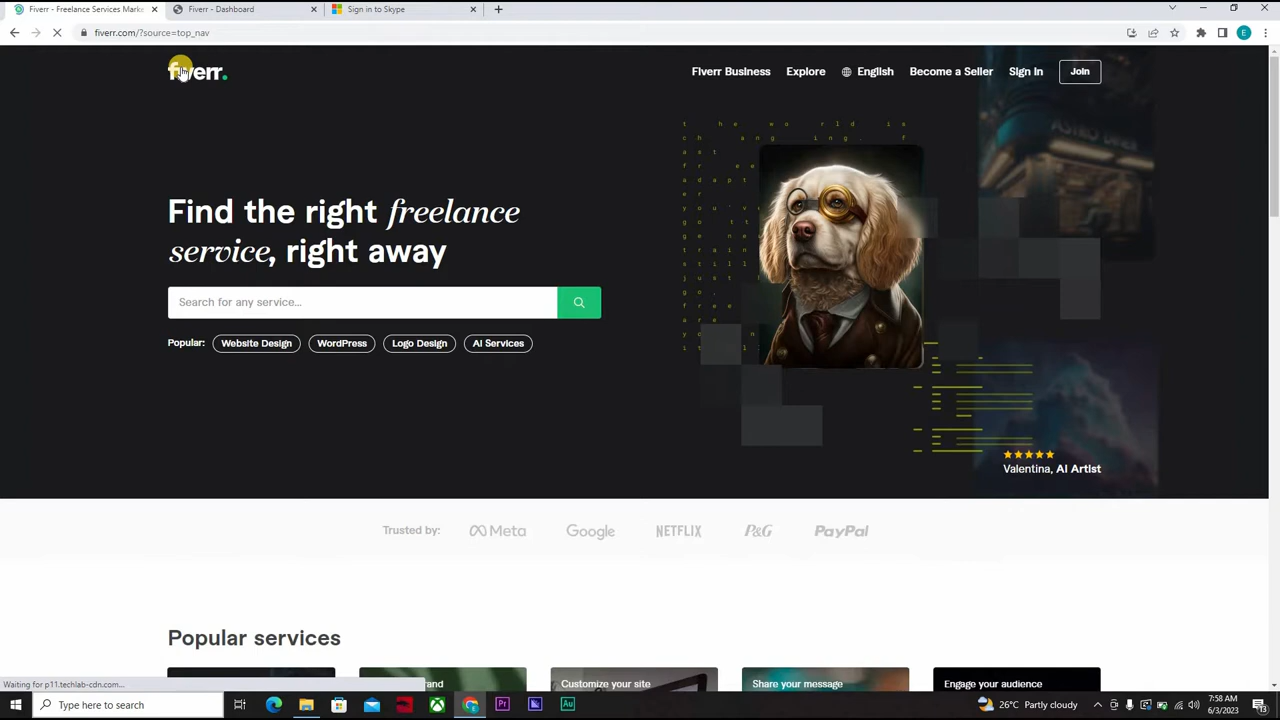 Fiverr - Freelance Services Marke
Fiverr - Dashboard
Sign in to Skype
fiverr.com/?source=top_nav
E
fiverr.
Fiverr Business
Explore
English
Become a Seller
Sign In
Join
Find the right freelance
service, right away
Search for any service...
Popular:
Website Design
WordPress
Logo Design
AI Services
Valentina, AI Artist
Trusted by:
Meta
Google
NETFLIX
P&G
PayPal
Popular services
Customize your site
Share your message
Engage your audience
Waiting for p11.techlab-cdn.com...
Type here to search
Pr
Au
26°C Partly cloudy
7:58 AM
6/3/2023